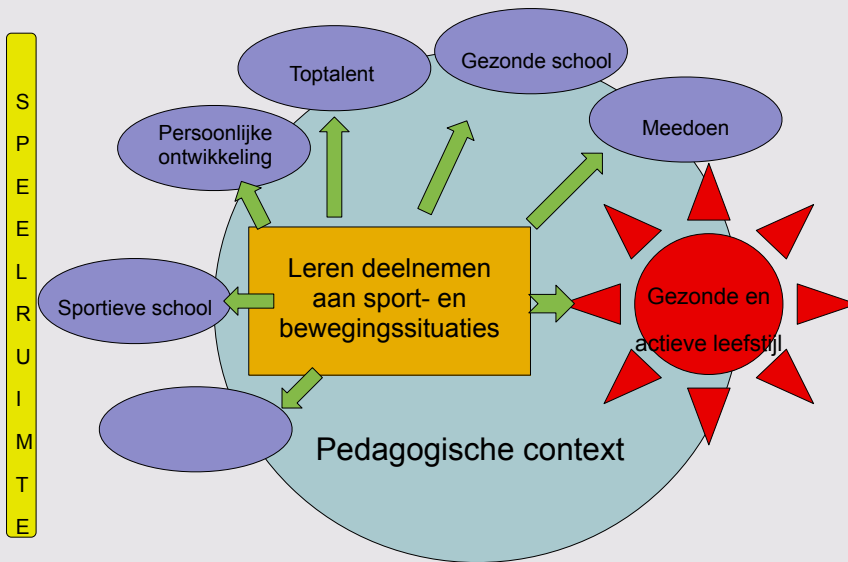 SPEELRUIMTE
Toptalent
Gezonde school
Persoonlijke
ontwikkeling
Meedoen
Leren deelnemen
aan sport- en
bewegingssituaties
Sportieve school
Gezonde en
actieve leefstijl
Pedagogische context